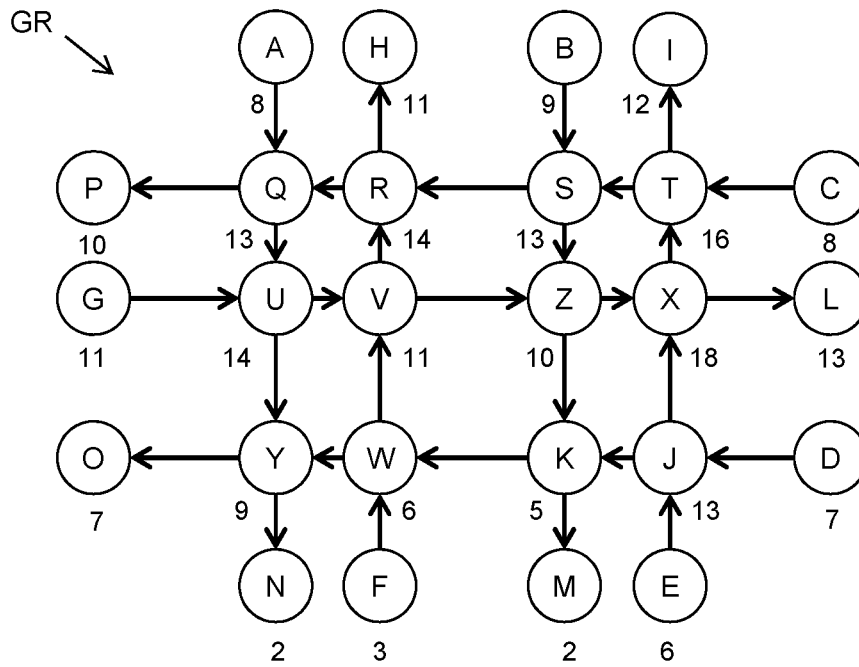 GR
A H B I
8 11 9 12
P Q R S T C
10 13 14 13 16 8
G U V Z X L
11 14 11 10 18 13
O Y W K J D
7 9 6 5 13 7
N F M E
2 3 2 6